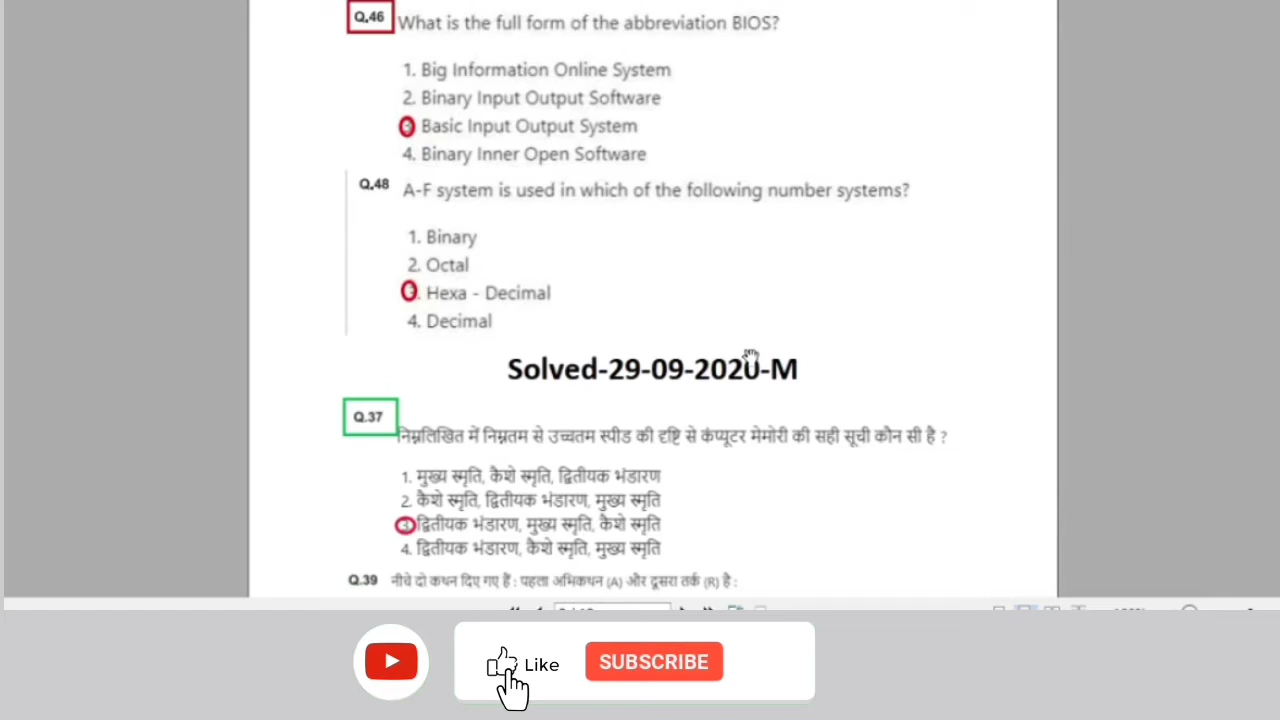 Q.46 What is the full form of the abbreviation BIOS?
1. Big Information Online System
2. Binary Input Output Software
3 Basic Input Output System
4. Binary Inner Open Software
Q.48 A-F system is used in which of the following number systems?
1. Binary
2. Octal
3. Hexa - Decimal
4. Decimal
Solved-29-09-2020-M
Q.37
निम्नलिखित में निम्नतम से उच्चतम स्पीड की दृष्टि से कंप्यूटर मेमोरी की सही सूची कौन सी है ?
1. मुख्य स्मृति, कैशे स्मृति, द्वितीयक भंडारण
2. कैशे स्मृति, द्वितीयक भंडारण, मुख्य स्मृति
3. द्वितीयक भंडारण, मुख्य स्मृति, कैशे स्मृति
4. द्वितीयक भंडारण, कैशे स्मृति, मुख्य स्मृति
Q.39 नीचे दो कथन दिए गए हैं : पहला अभिकथन (A) और दूसरा तर्क (R) है :
Like
SUBSCRIBE